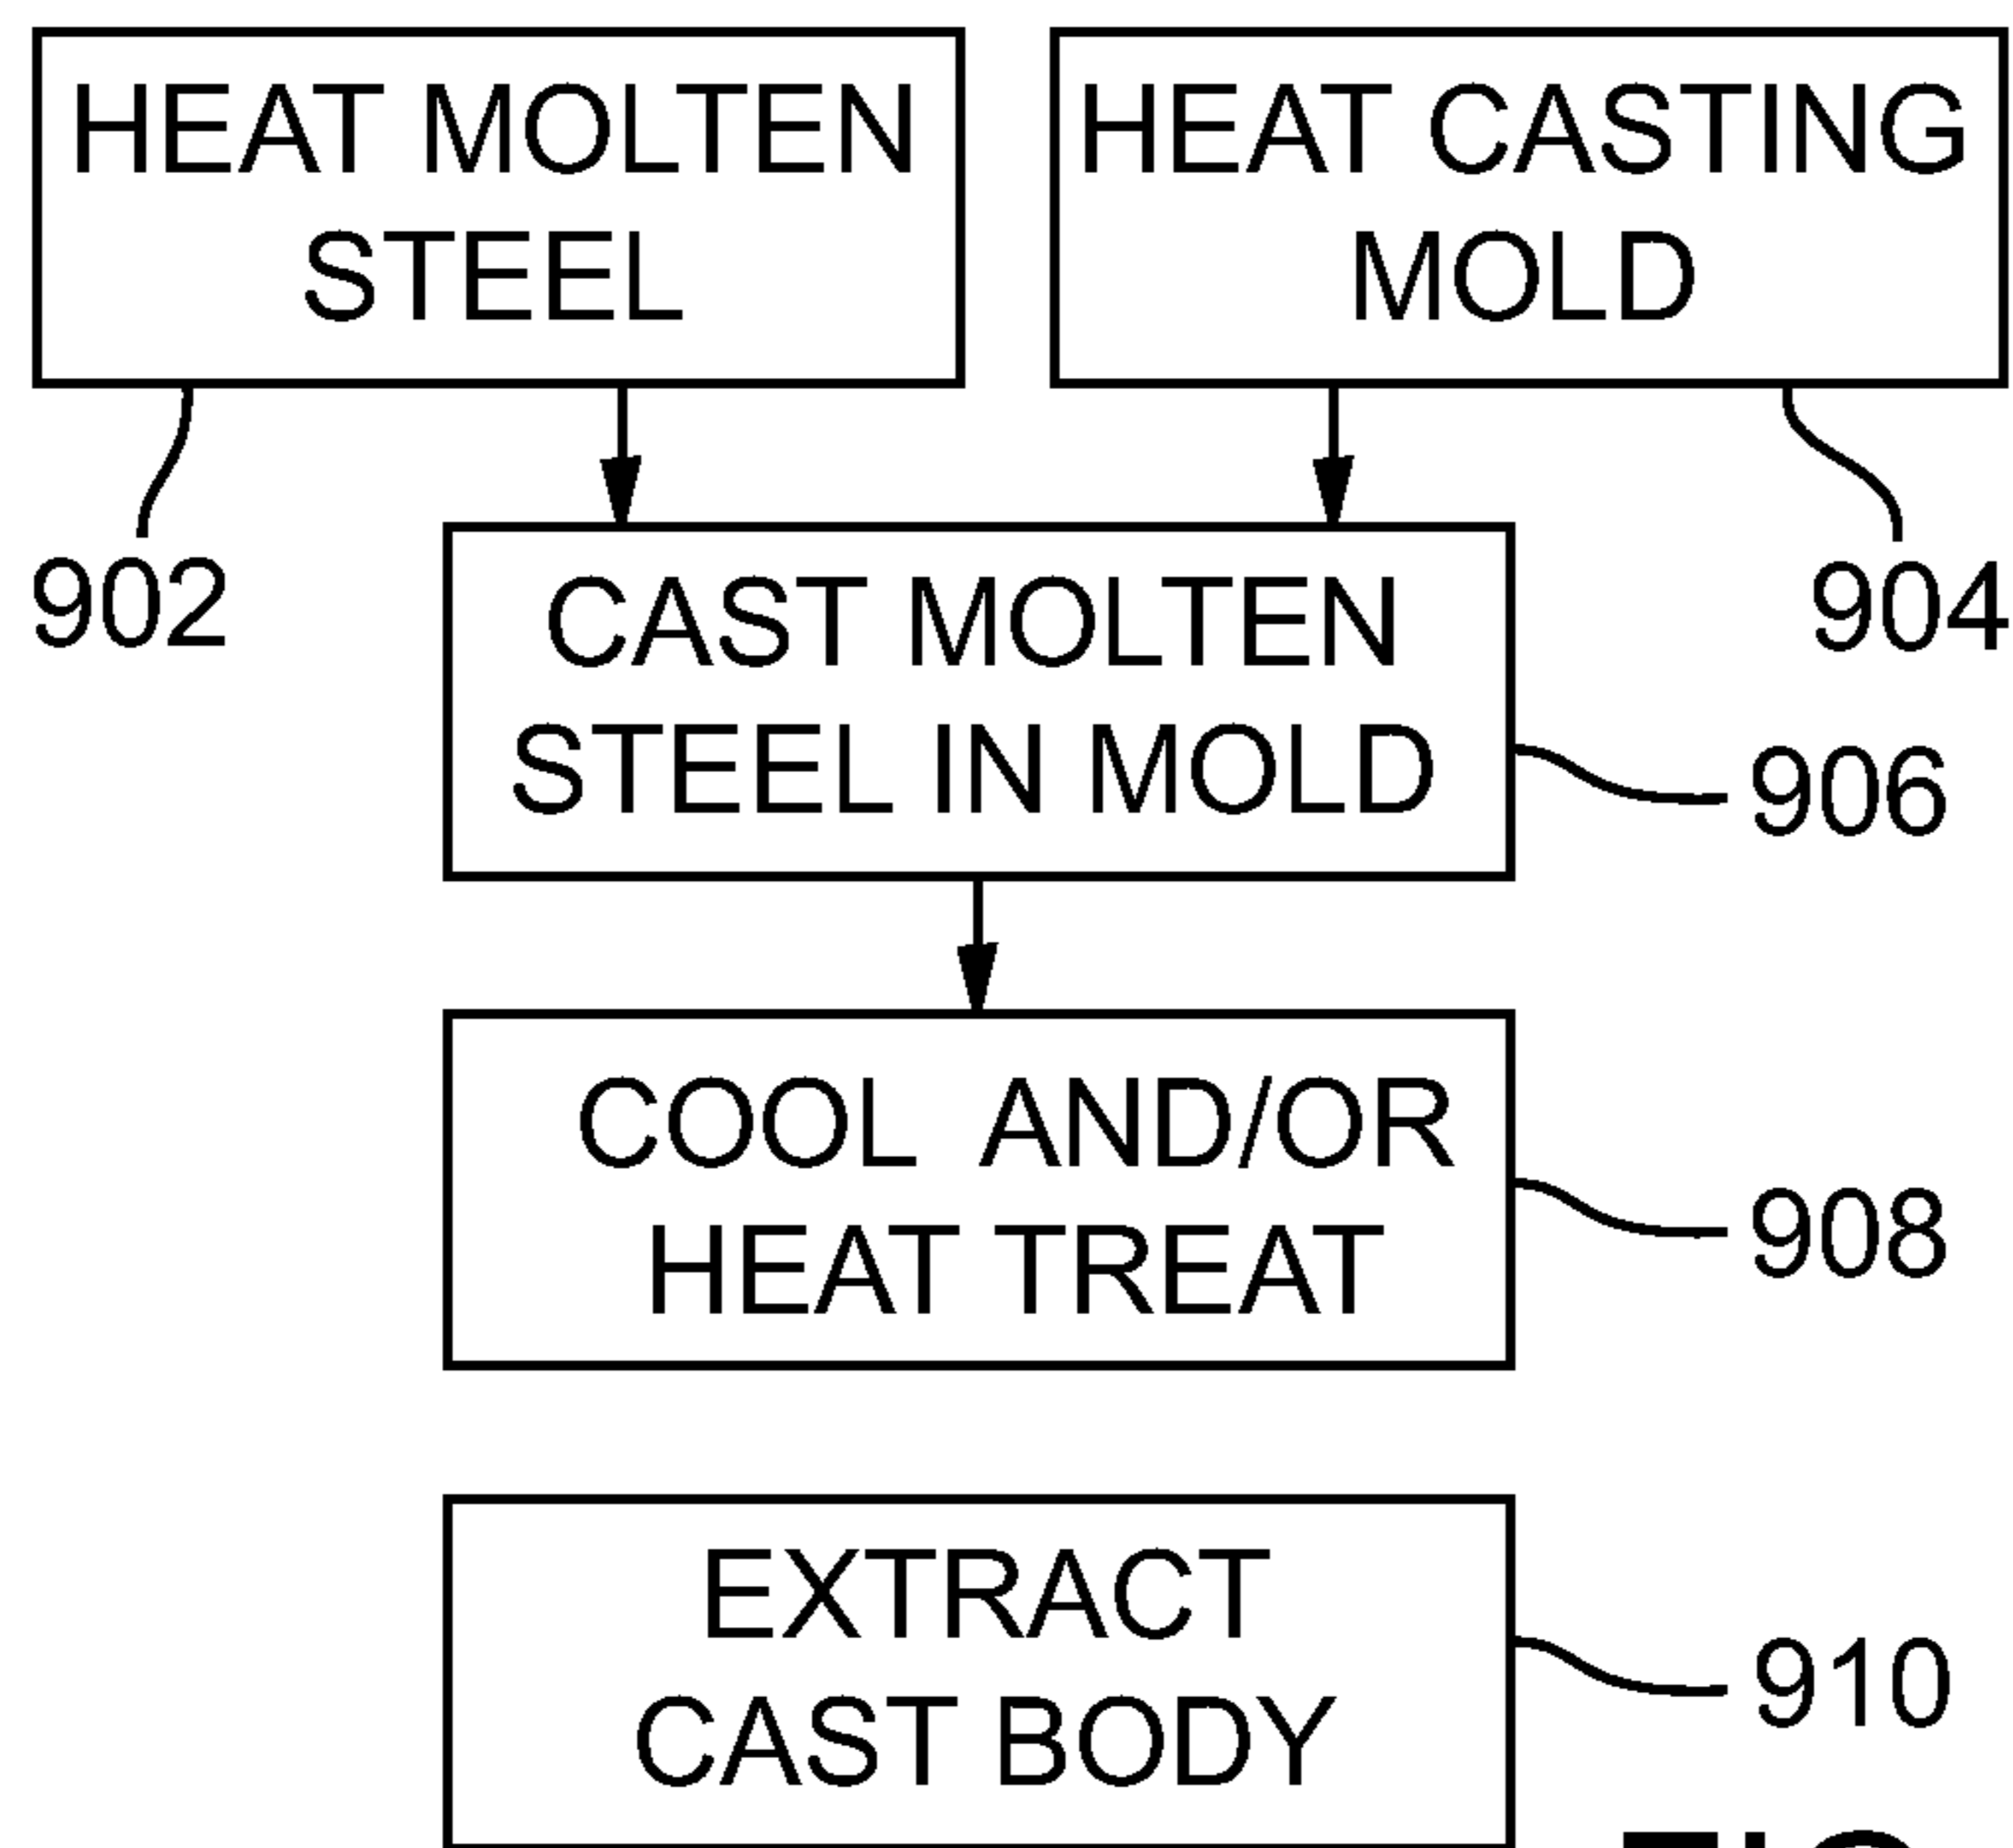 HEAT MOLTEN
STEEL
HEAT CASTING
MOLD
902
904
CAST MOLTEN
STEEL IN MOLD
906
COOL AND/OR
HEAT TREAT
908
EXTRACT
CAST BODY
910